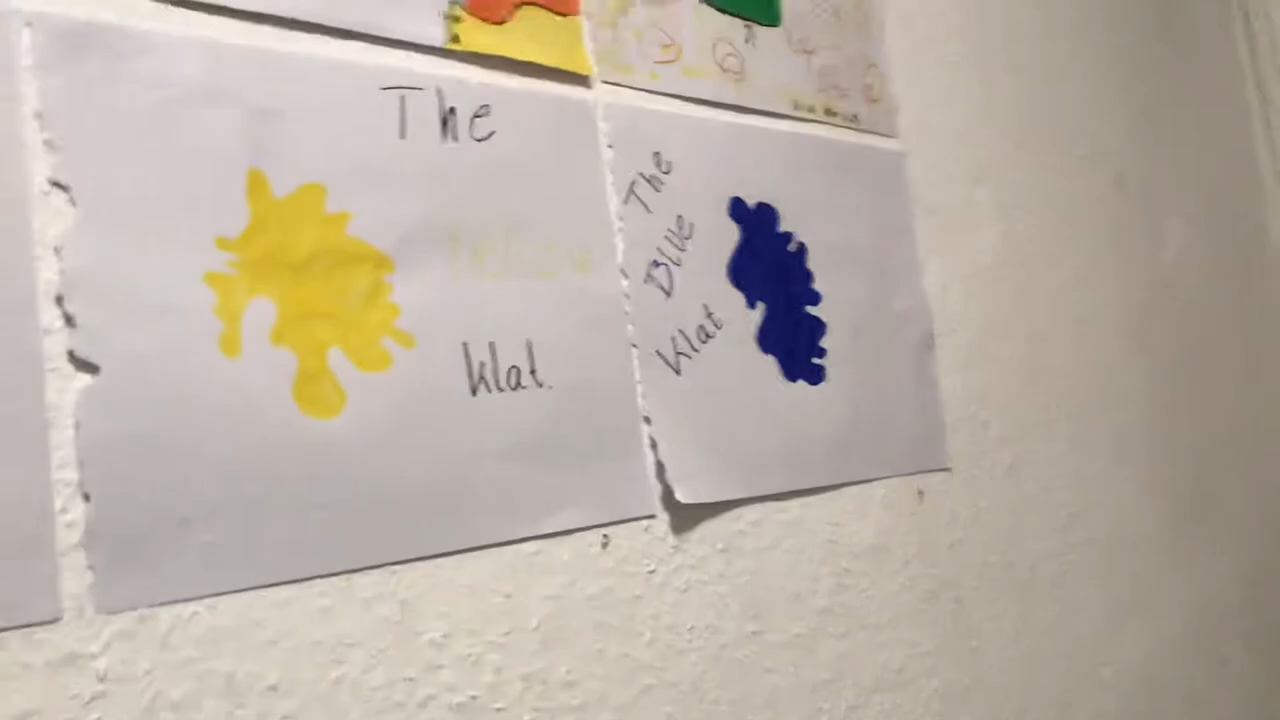 The
Yellow
klat.
The
BLUE
klat